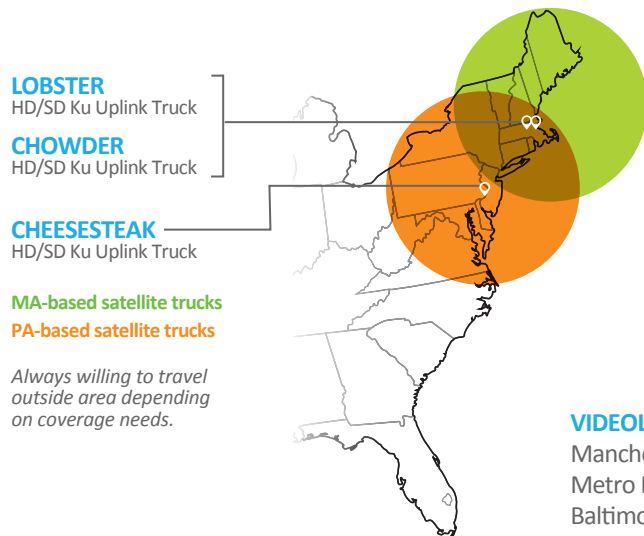 LOBSTER
HD/SD Ku Uplink Truck
CHOWDER
HD/SD Ku Uplink Truck
CHEESESTEAK
HD/SD Ku Uplink Truck
MA-based satellite trucks
PA-based satellite trucks
Always willing to travel
outside area depending
on coverage needs.
Metro